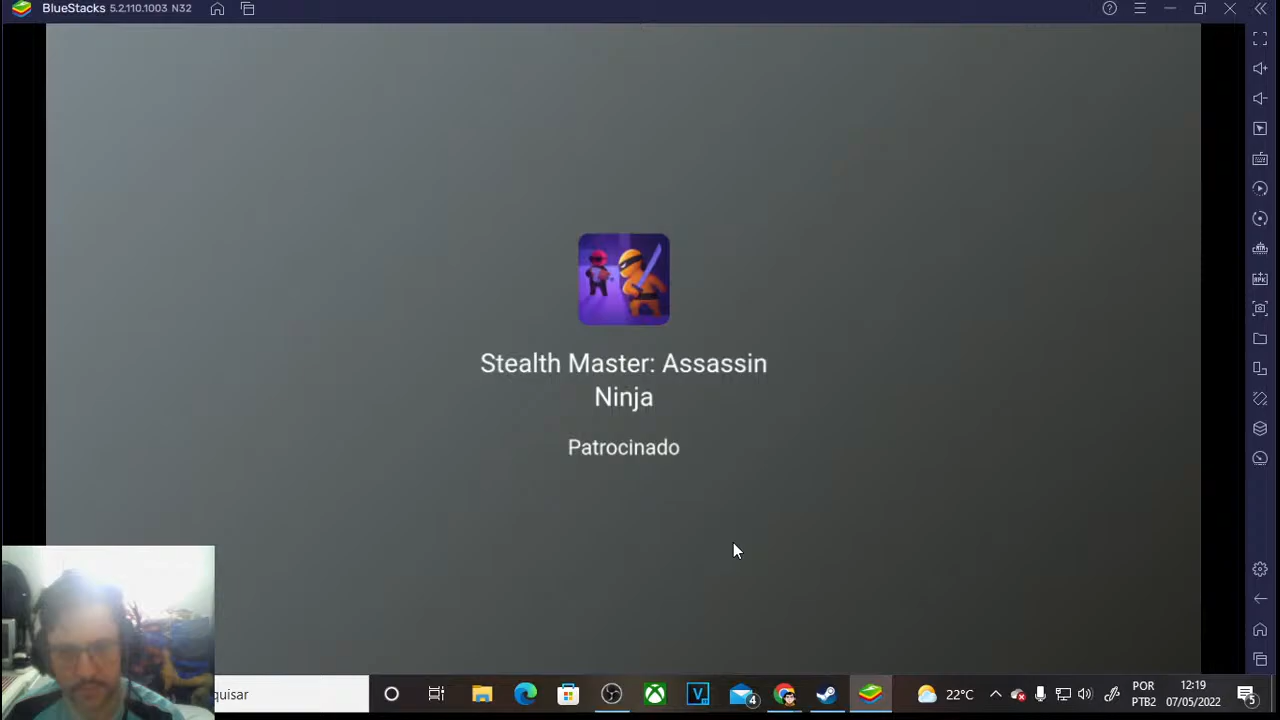 BlueStacks 5.2.110.1003 N32
Stealth Master: Assassin
Ninja
Patrocinado
quisar
4
22°C
POR
PTB2
12:19
07/05/2022
5